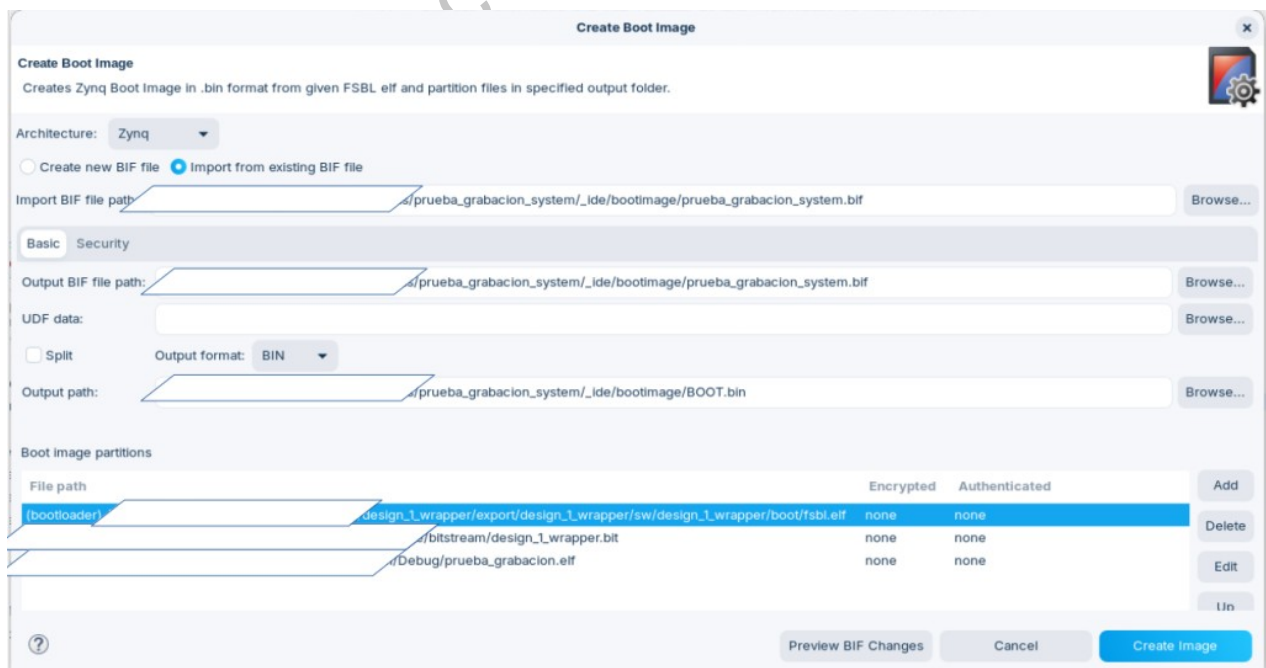 Create Boot Image
Create Boot Image
Creates Zynq Boot Image in .bin format from given FSBL elf and partition files in specified output folder.
Architecture: Zynq
Create new BIF file Import from existing BIF file
Import BIF file path /prueba_grabacion_system/_ide/bootimage/prueba_grabacion_system.bif Browse...
Basic Security
Output BIF file path: /prueba_grabacion_system/_ide/bootimage/prueba_grabacion_system.bif Browse...
UDF data: Browse...
Split Output format: BIN
Output path: /prueba_grabacion_system/_ide/bootimage/BOOT.bin Browse...
Boot image partitions
File path Encrypted Authenticated Add
(bootloader) design_1_wrapper/export/design_1_wrapper/sw/design_1_wrapper/boot/fsbl.elf none none
Delete
/bitstream/design_1_wrapper.bit none none
/Debug/prueba_grabacion.elf none none Edit
Up
? Preview BIF Changes Cancel Create Image